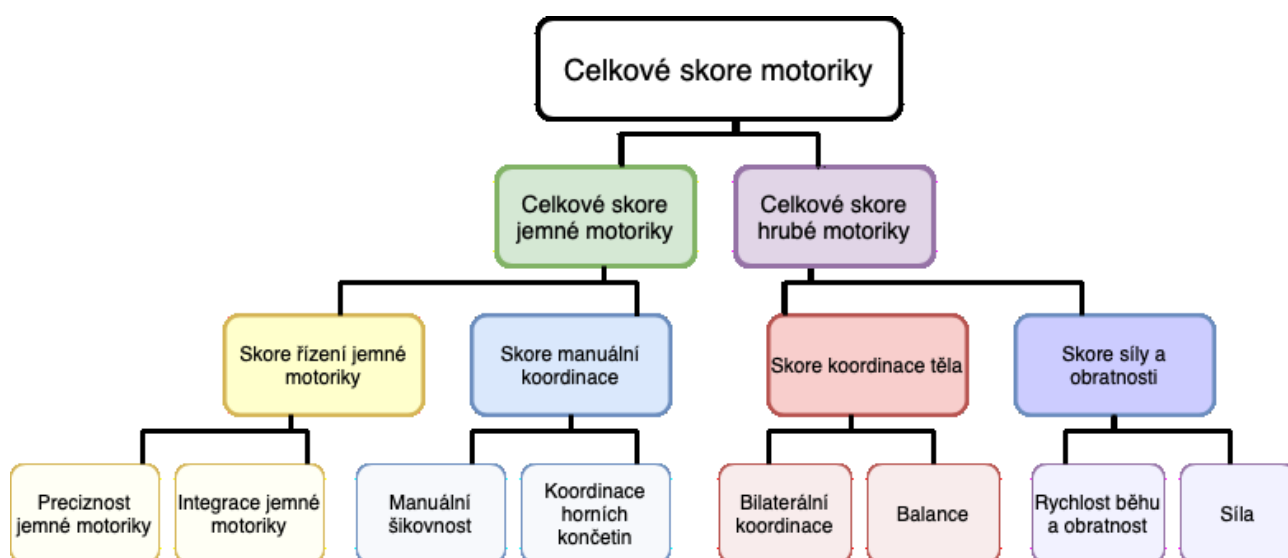 Celkové skore motoriky
Celkové skore
jemné motoriky
Celkové skore
hrubé motoriky
Skore řízení jemné
motoriky
Skore manuální
koordinace
Skore koordinace těla
Skore síly a
obratnosti
Preciznost
jemné motoriky
Integrace jemné
motoriky
Manuální
šikovnost
Koordinace
horních
končetin
Bilaterální
koordinace
Balance
Rychlost běhu
a obratnost
Síla